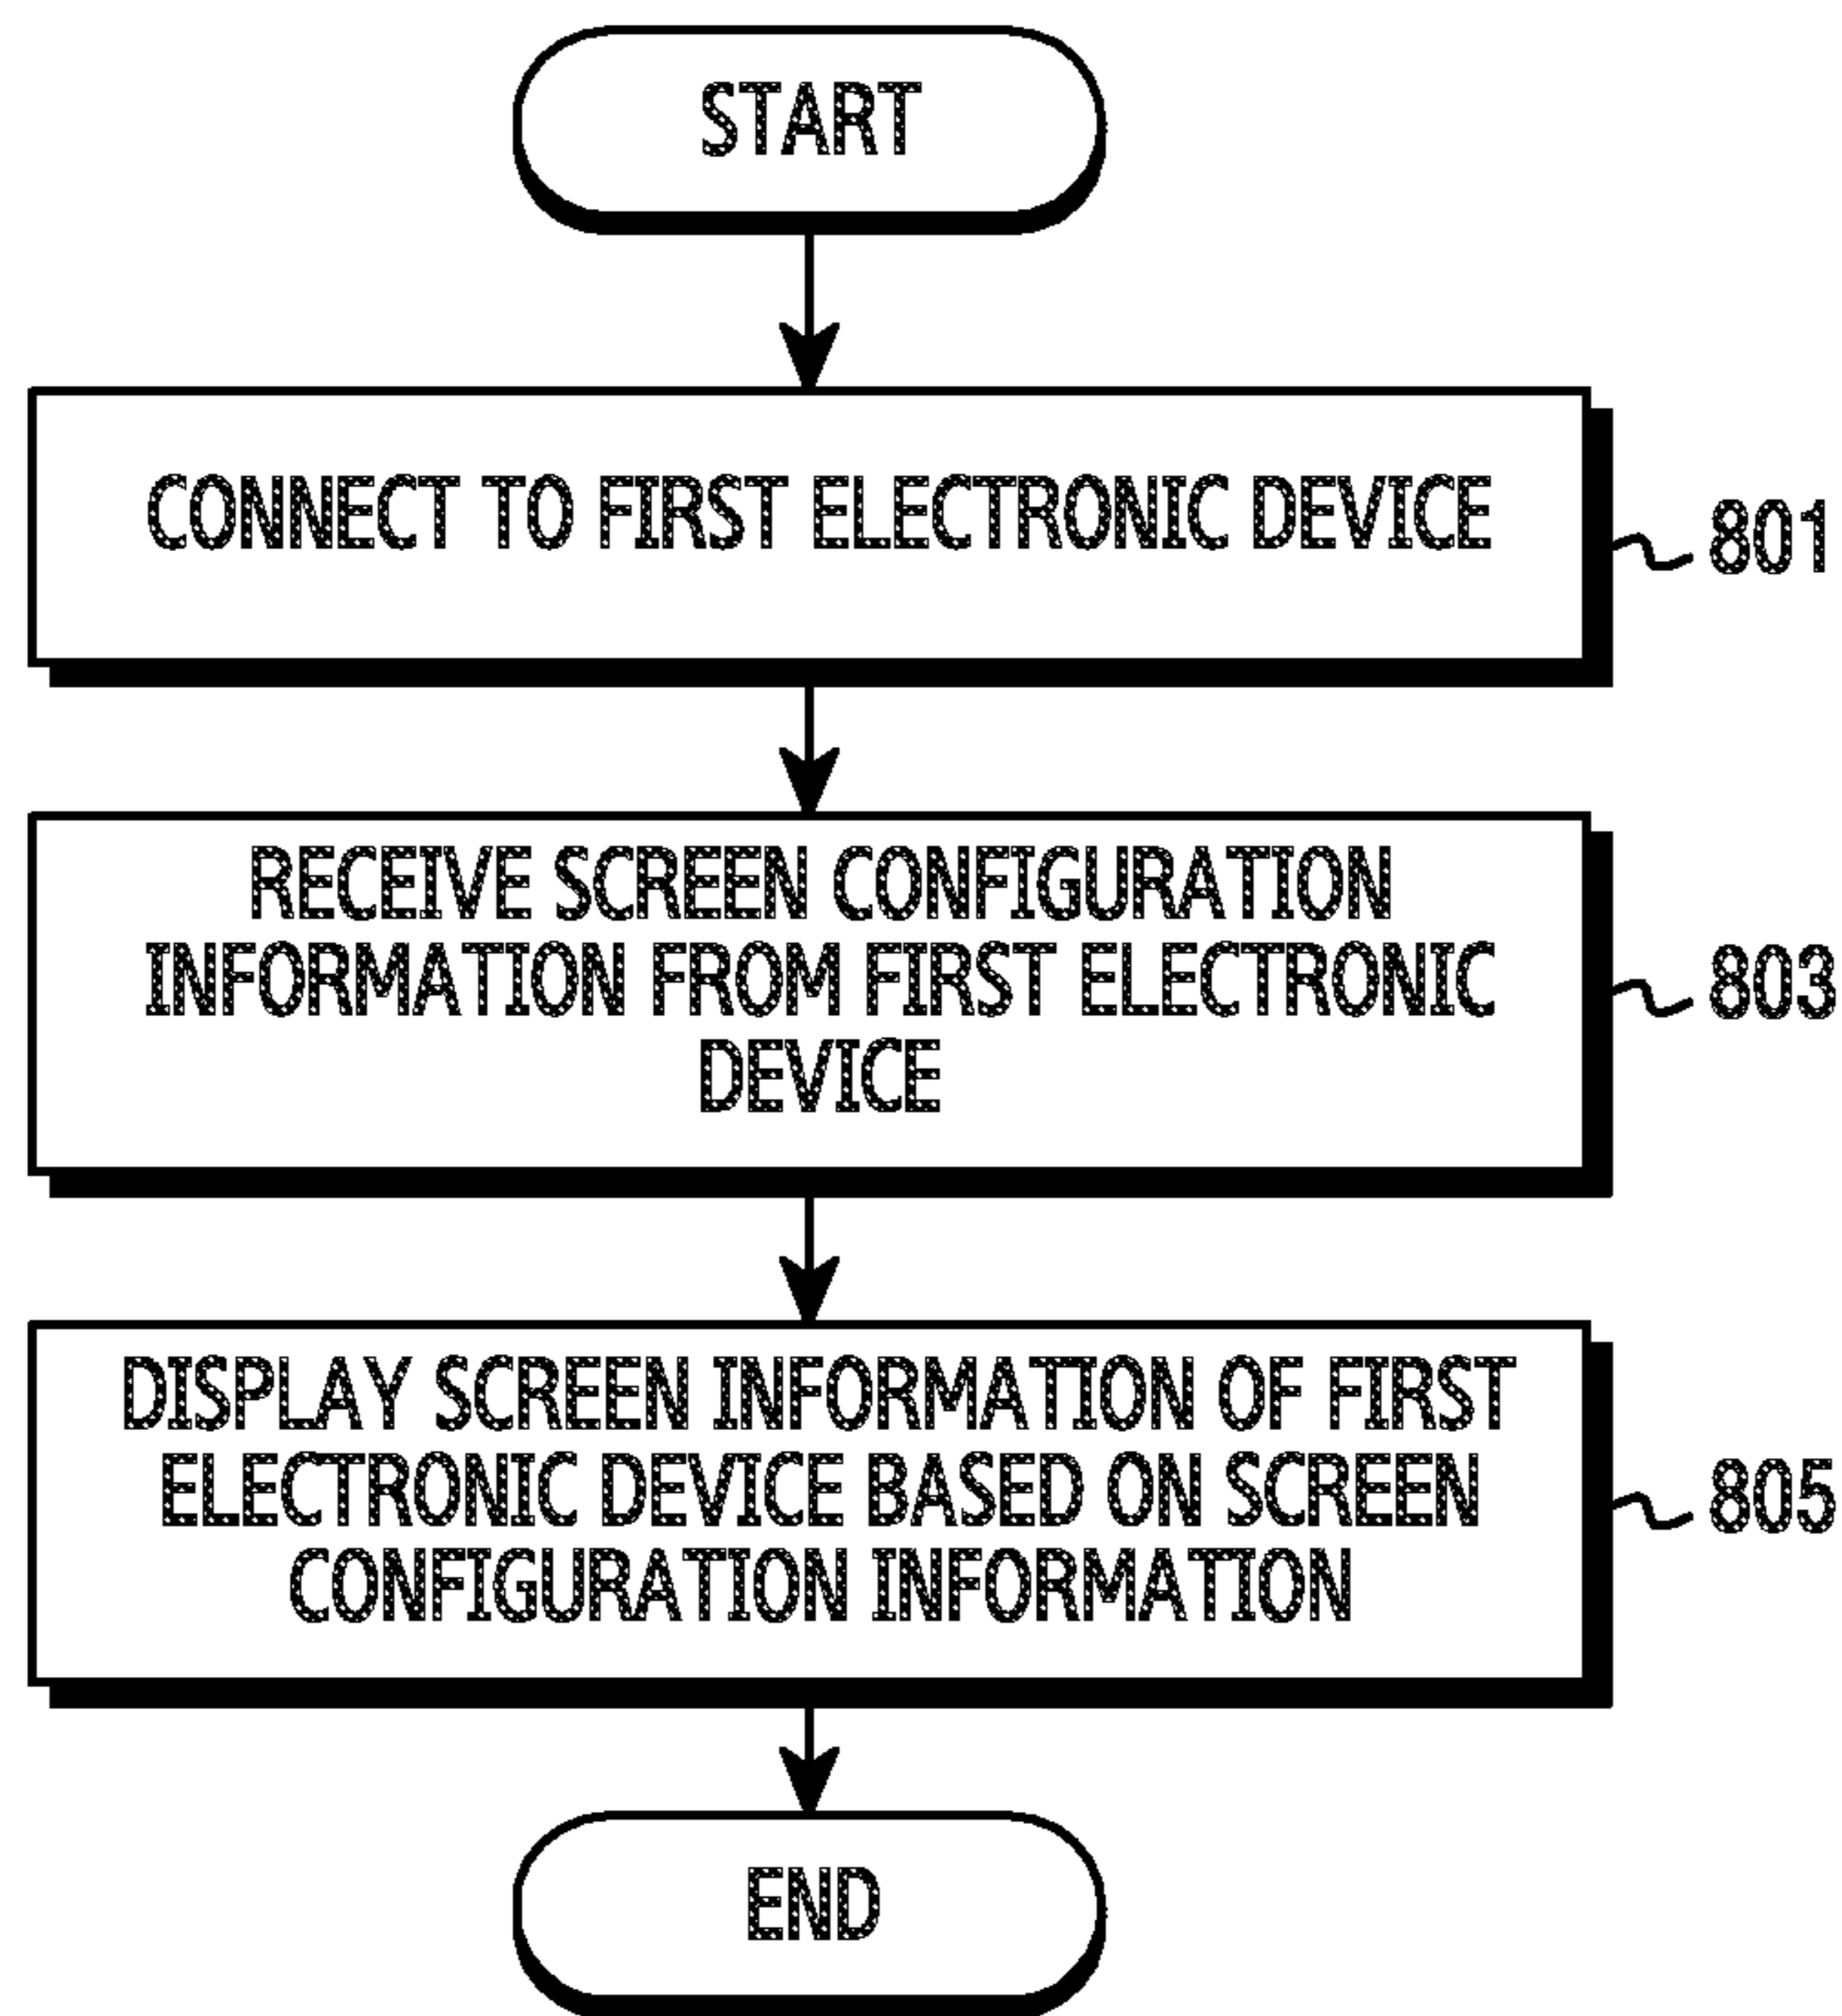 START
CONNECT TO FIRST ELECTRONIC DEVICE
801
RECEIVE SCREEN CONFIGURATION
INFORMATION FROM FIRST ELECTRONIC
DEVICE
803
DISPLAY SCREEN INFORMATION OF FIRST
ELECTRONIC DEVICE BASED ON SCREEN
CONFIGURATION INFORMATION
805
END